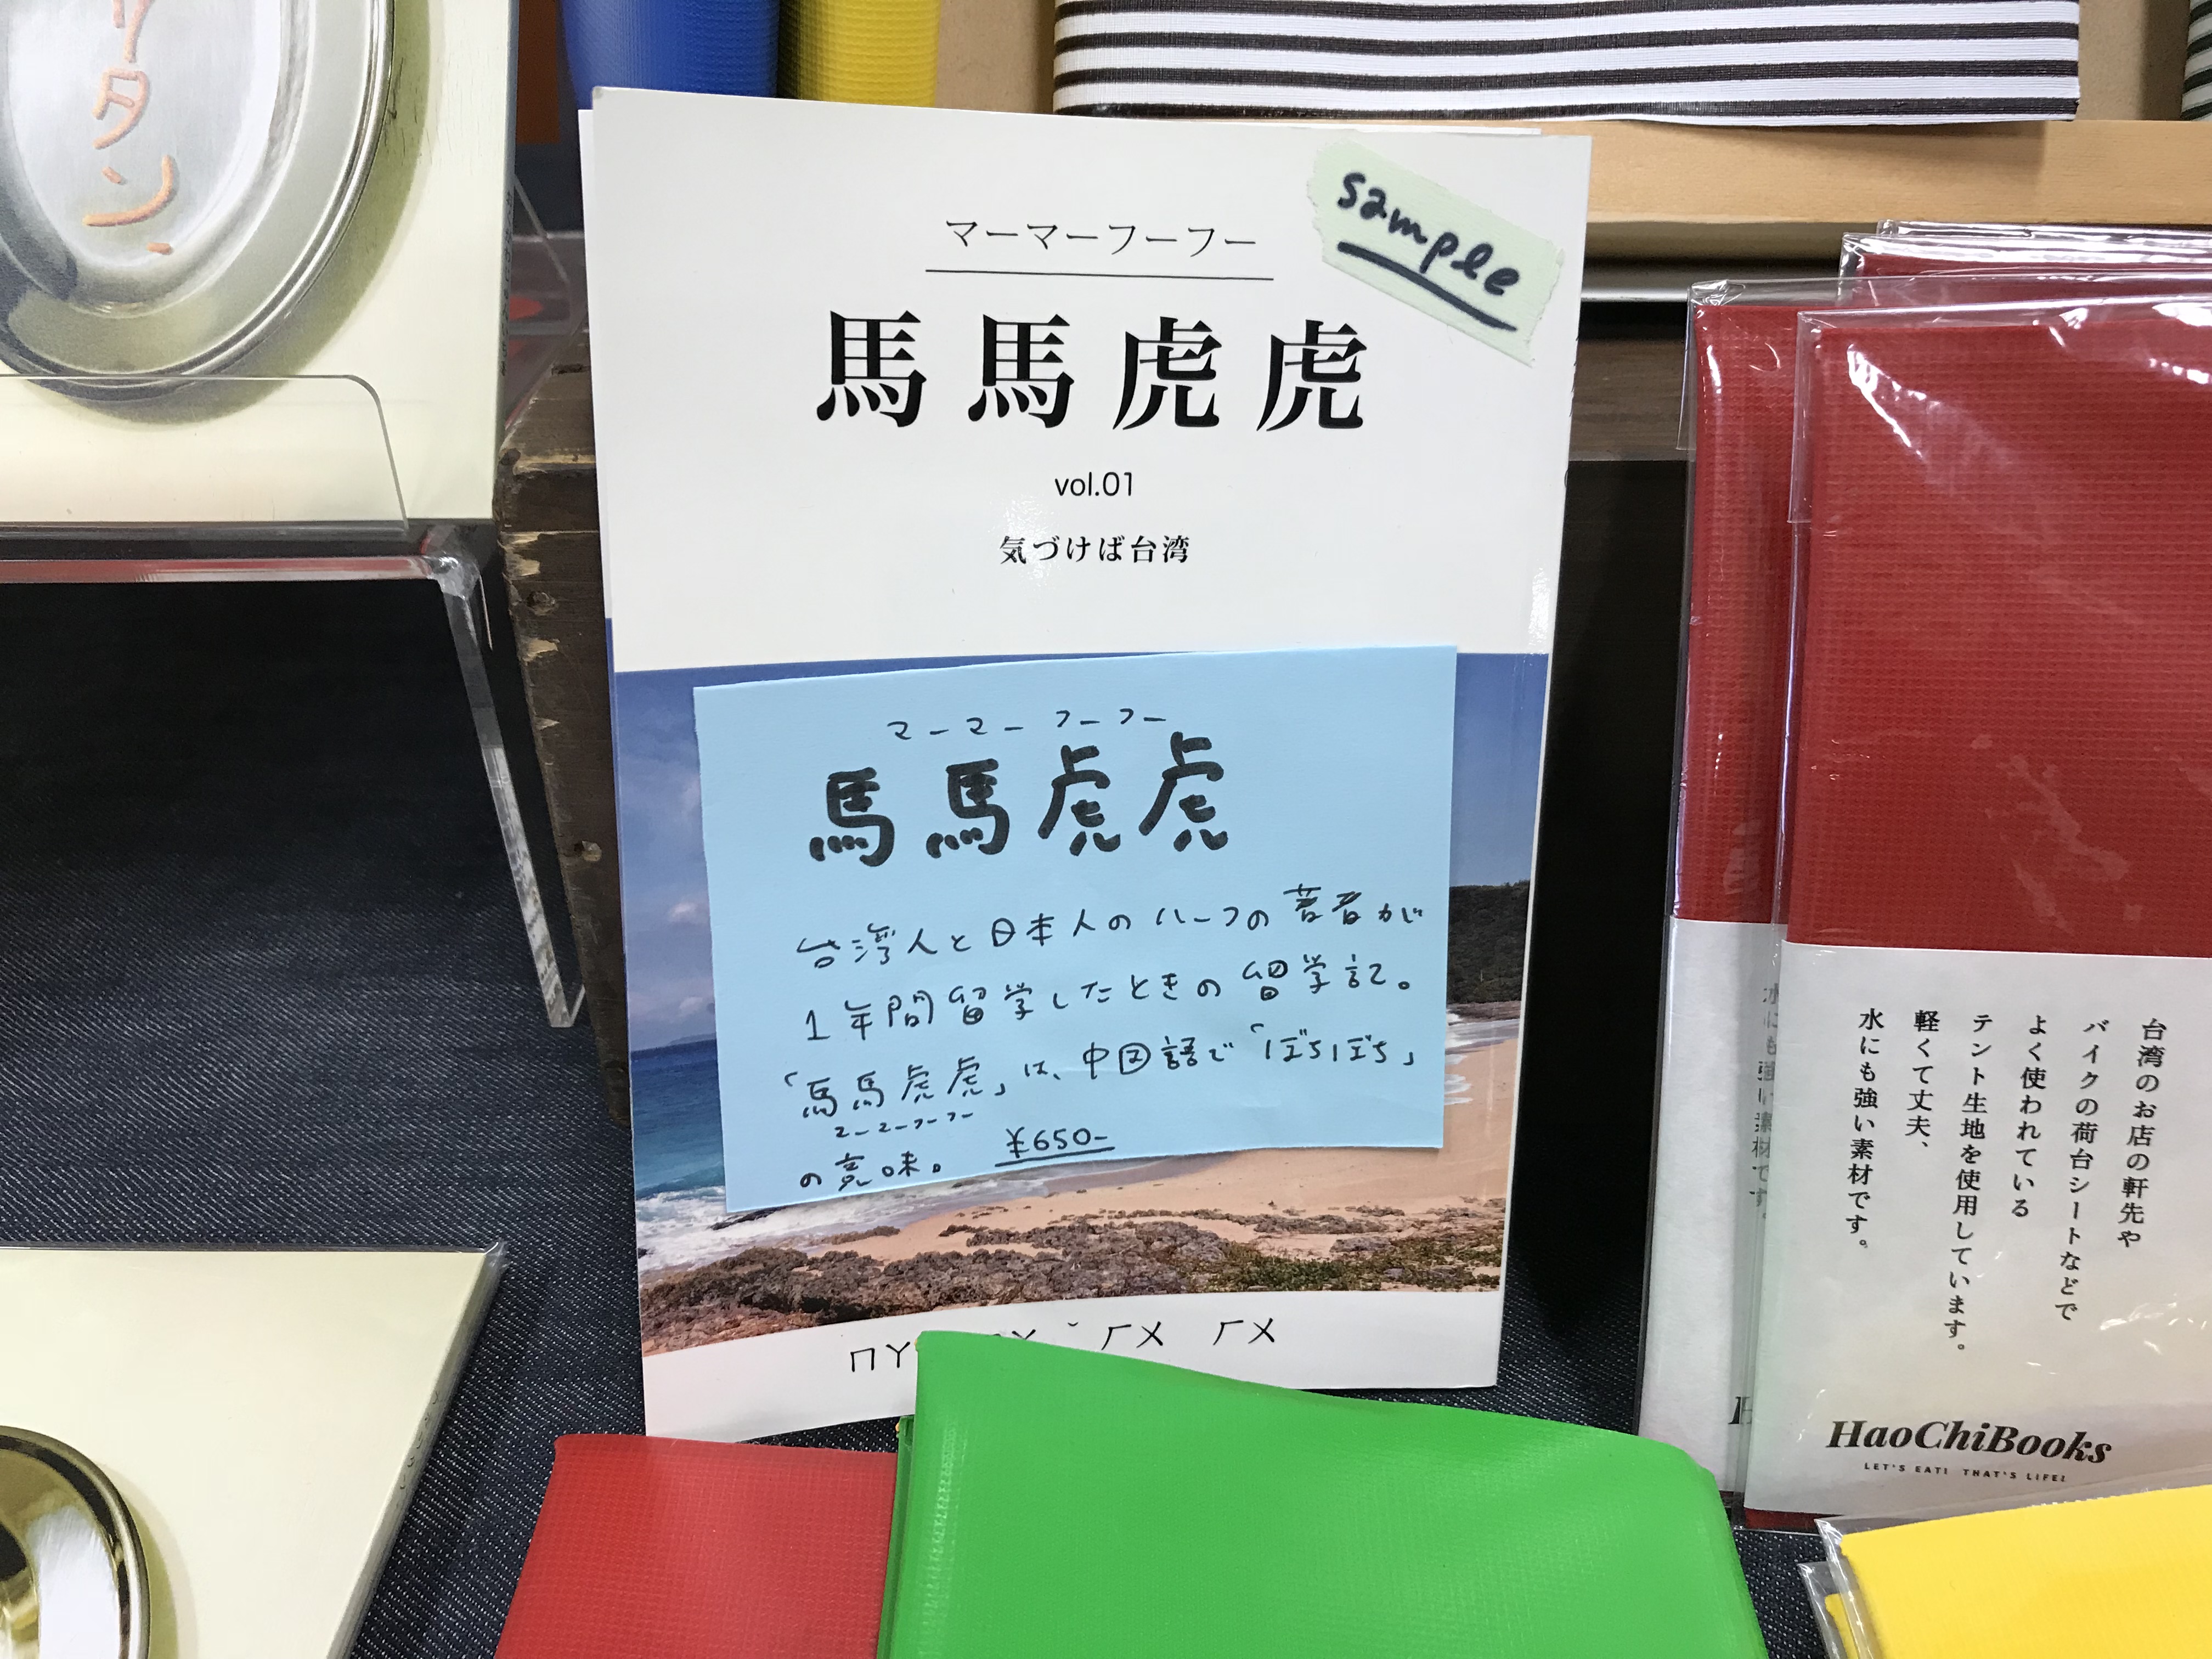 タン
マーマーフーフー
馬馬虎虎
sample
vol.01
気づけば台湾
マーマーフーフー
馬馬虎虎
台湾人と日本人のハーフの著者が
1年間留学したときの留学記。
「馬馬虎虎」は、中国語で「ぼちぼち」
マーマーフーフー
の意味。 ¥650-
ㄇㄚ ˇ ㄏㄨ ㄏㄨ
台湾のお店の軒先や
バイクの荷台シートなどで
よく使われている
テント生地を使用しています。
軽くて丈夫、
水にも強い素材です。
HaoChiBooks
LET'S EAT! THAT'S LIFE!